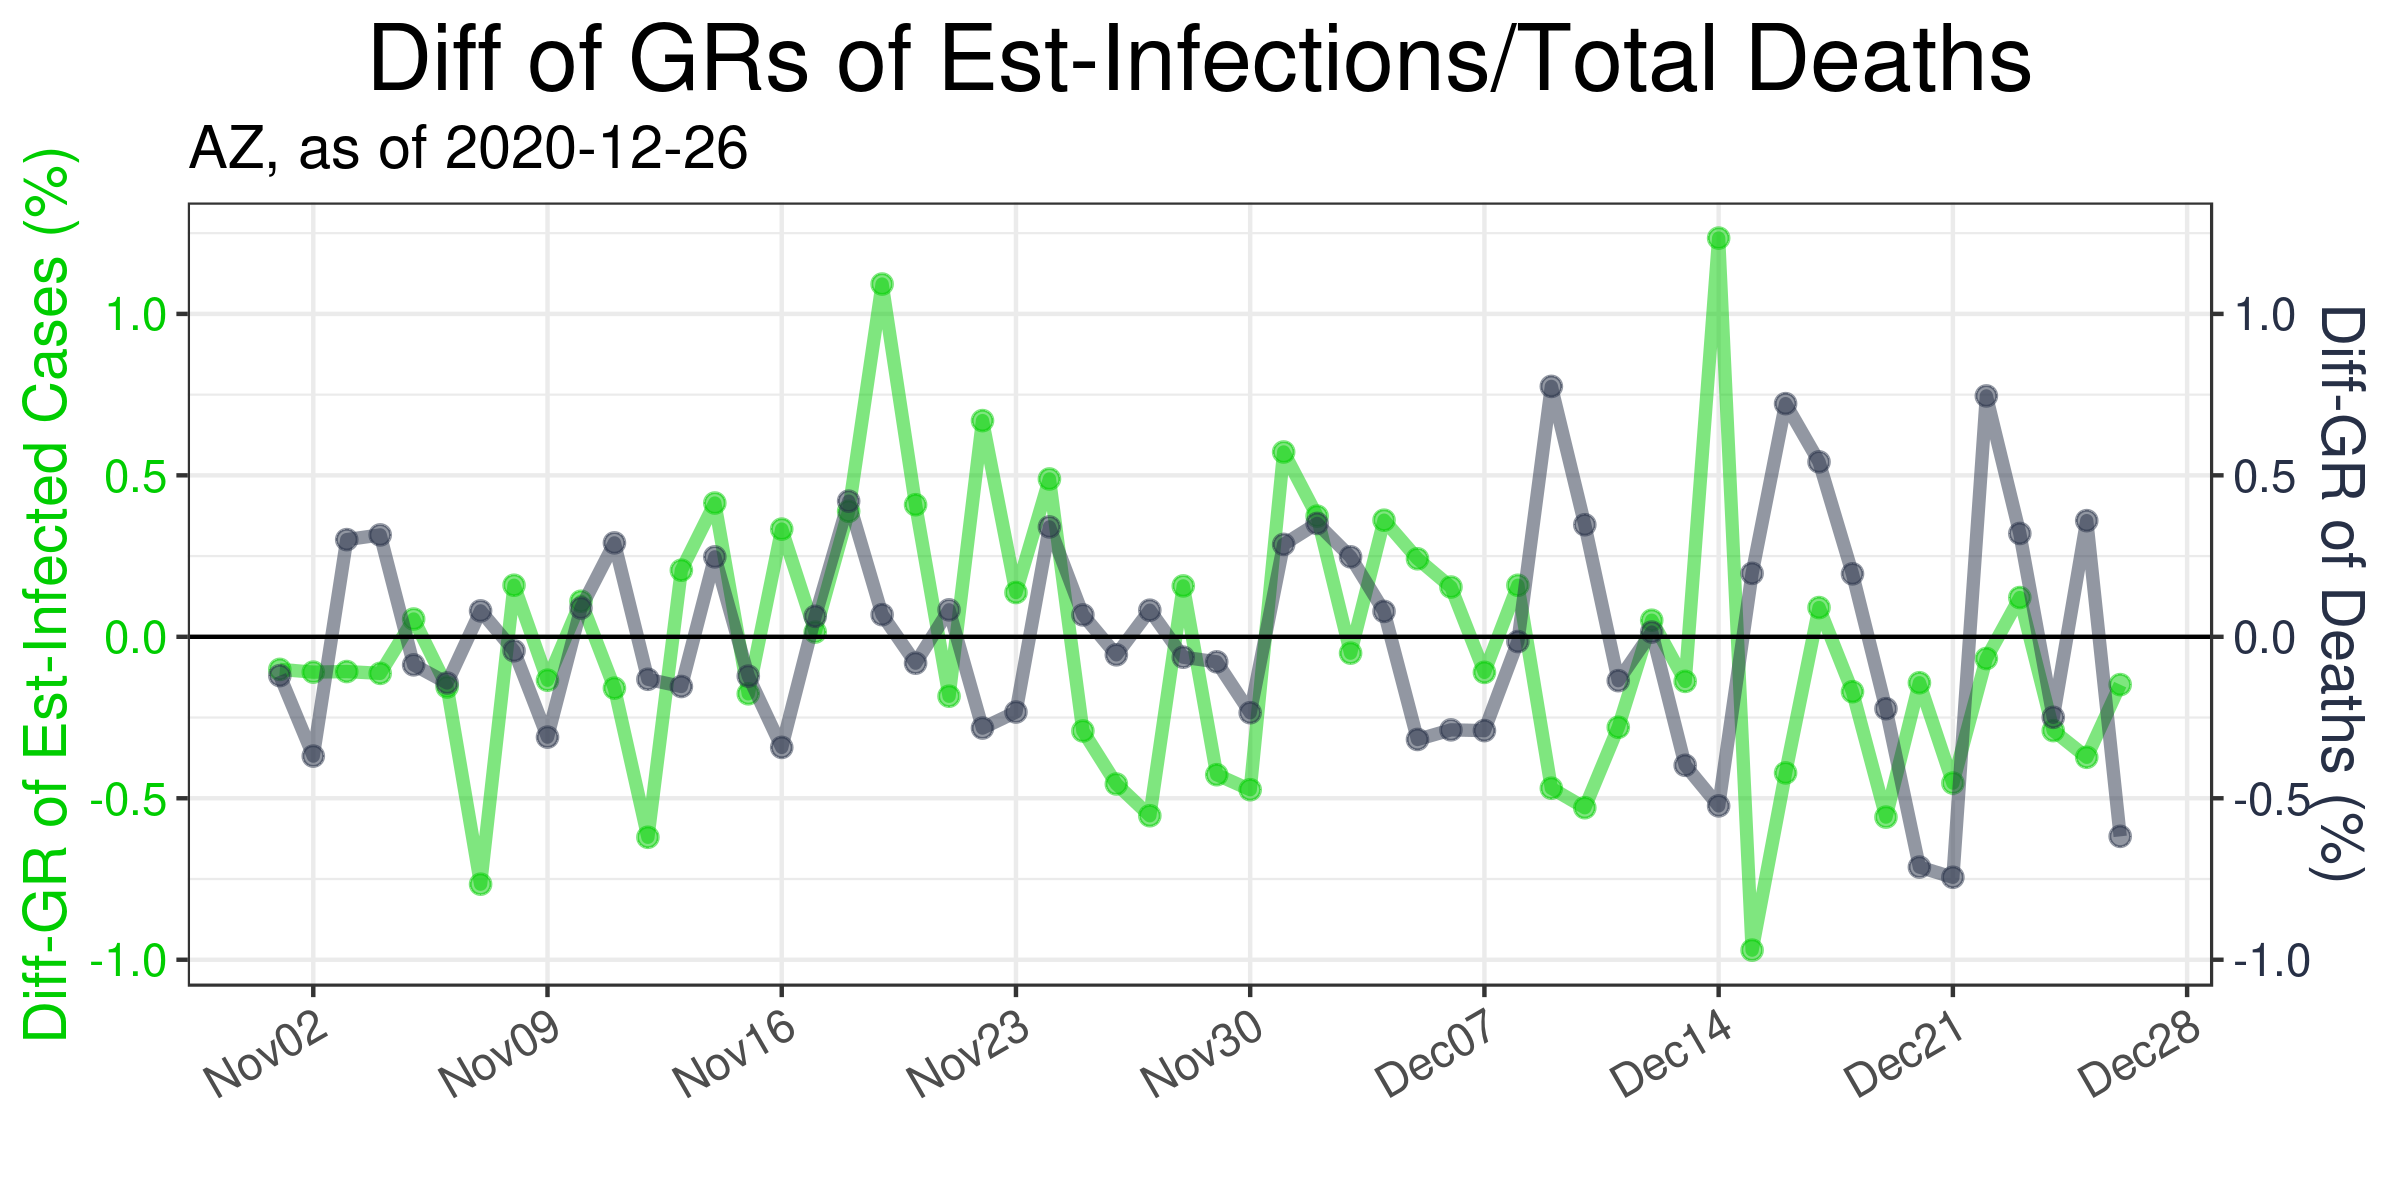 Diff of GRs of Est-Infections/Total Deaths
AZ, as of 2020-12-26
Diff-GR of Est-Infected Cases (%)
1.0
0.5
0.0
-0.5
-1.0
1.0
0.5
0.0
-0.5
-1.0
Diff-GR of Deaths (%)
Nov02 Nov09 Nov16 Nov23 Nov30 Dec07 Dec14 Dec21 Dec28